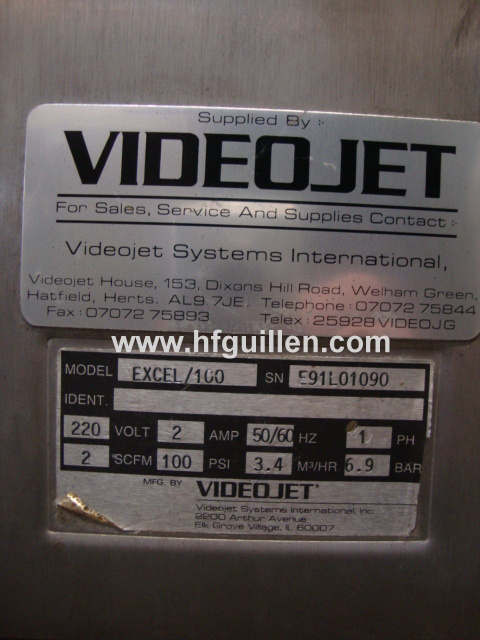 Supplied By :-
VIDEOJET
For Sales, Service And Supplies Contact :-
Videojet Systems International,
Videojet House, 153, Dixons Hill Road, Welham Green,
Hatfield, Herts. AL9 7JE. Telephone : 07072 75844
Fax : 07072 75893 Telex : 25928 VIDEOJG
www.hfguillen.com
MODEL EXCEL/100 SN E91L01090
IDENT.
220 VOLT 2 AMP 50/60 HZ 1 PH
2 SCFM 100 PSI 3.4 M³/HR 6.9 BAR
MFG. BY VIDEOJET®
Videojet Systems International, Inc.
2200 Arthur Avenue
Elk Grove Village, IL 60007
www.hfguillen.com